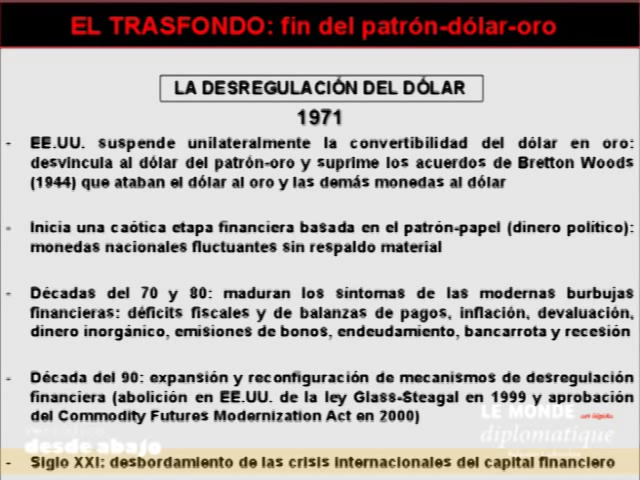 EL TRASFONDO: fin del patrón-dólar-oro
LA DESREGULACIÓN DEL DÓLAR
1971
- EE.UU. suspende unilateralmente la convertibilidad del dólar en oro:
desvincula al dólar del patrón-oro y suprime los acuerdos de Bretton Woods
(1944) que ataban el dólar al oro y las demás monedas al dólar
- Inicia una caótica etapa financiera basada en el patrón-papel (dinero político):
monedas nacionales fluctuantes sin respaldo material
- Décadas del 70 y 80: maduran los síntomas de las modernas burbujas
financieras: déficits fiscales y de balanzas de pagos, inflación, devaluación,
dinero inorgánico, emisiones de bonos, endeudamiento, bancarrota y recesión
- Década del 90: expansión y reconfiguración de mecanismos de desregulación
financiera (abolición en EE.UU. de la ley Glass-Steagal en 1999 y aprobación
del Commodity Futures Modernization Act en 2000)
LE MONDE
diplomatique
desde abajo
- Siglo XXI: desbordamiento de las crisis internacionales del capital financiero